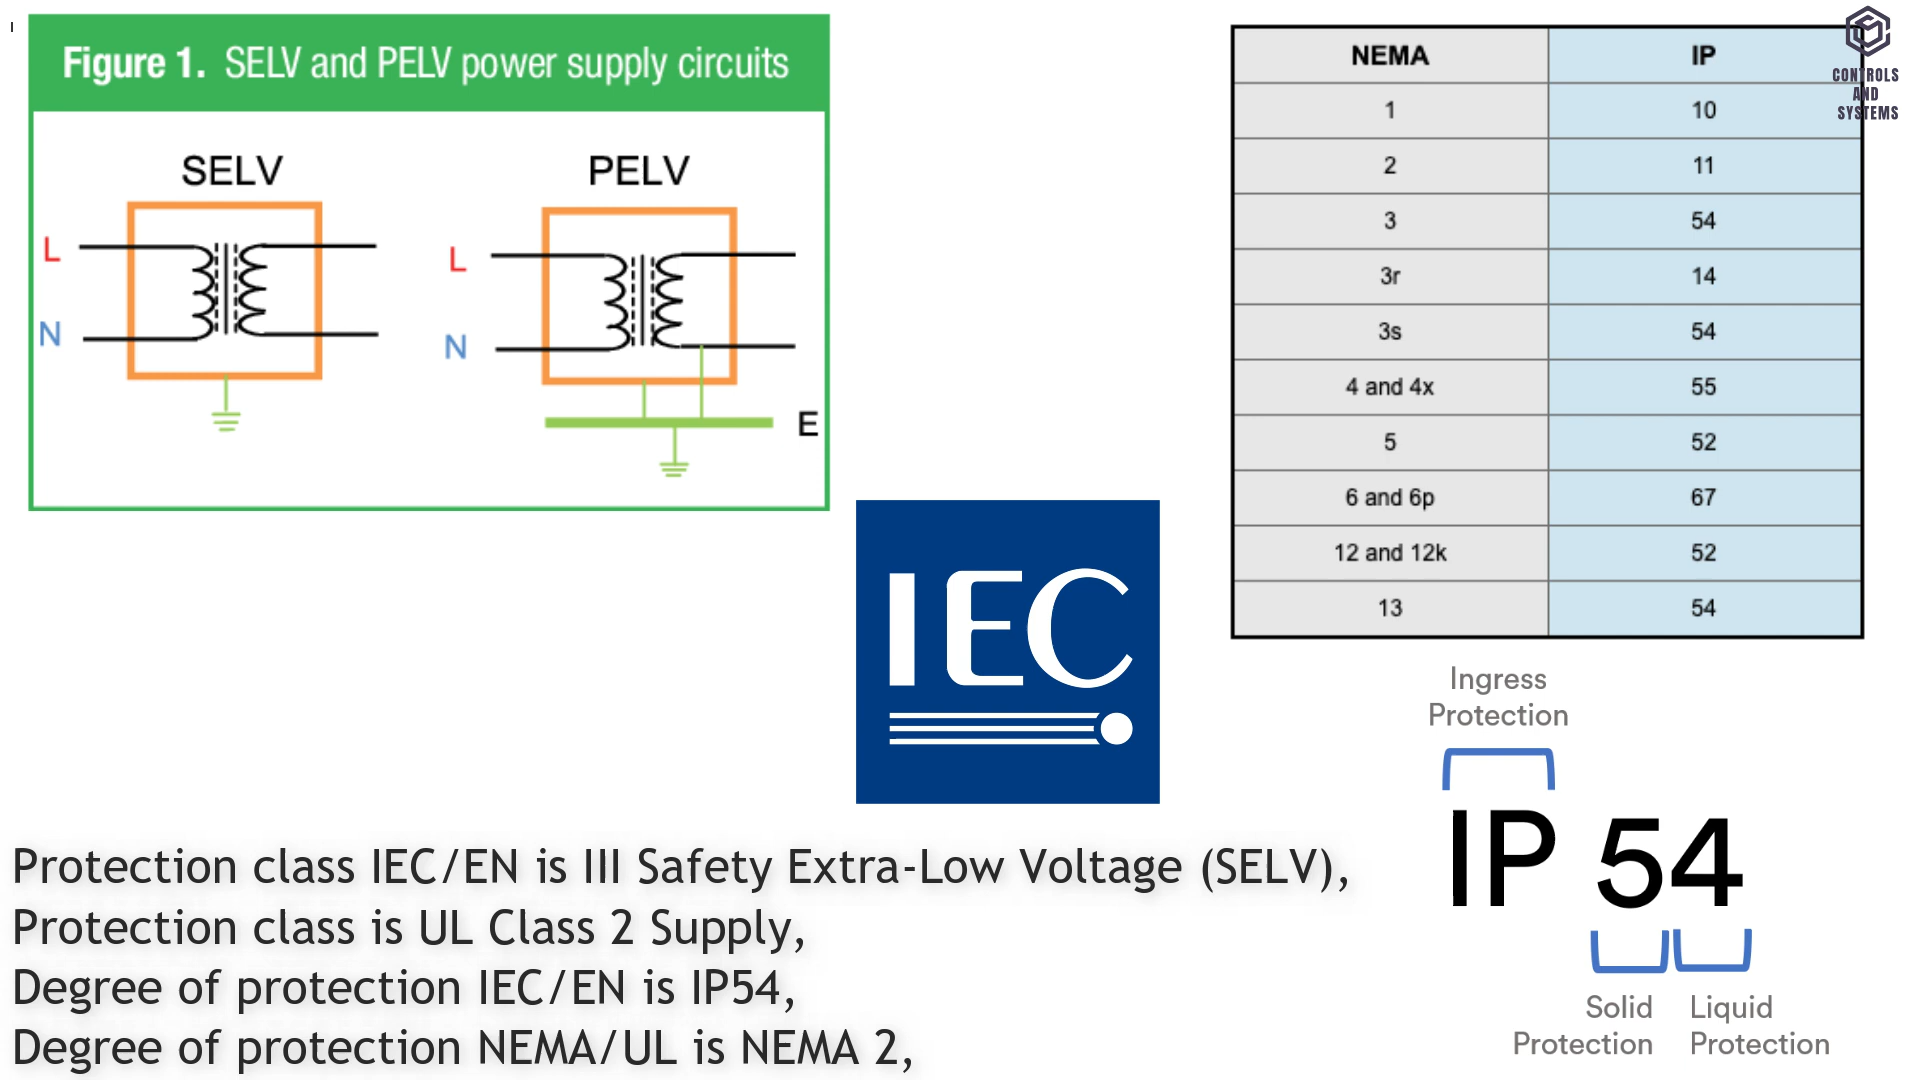 Figure 1. SELV and PELV power supply circuits
SELV
PELV
L
N
L
N
E
NEMA IP
1 10
2 11
3 54
3r 14
3s 54
4 and 4x 55
5 52
6 and 6p 67
12 and 12k 52
13 54
CONTROLS
AND
SYSTEMS
IEC
Ingress
Protection
IP 54
Solid
Protection
Liquid
Protection
Protection class IEC/EN is III Safety Extra-Low Voltage (SELV),
Protection class is UL Class 2 Supply,
Degree of protection IEC/EN is IP54,
Degree of protection NEMA/UL is NEMA 2,